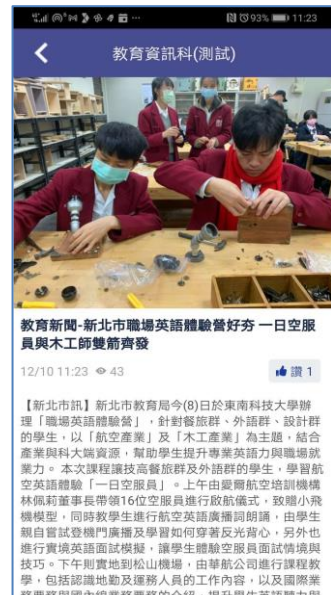 93% 11:23
教育資訊科(測試)
教育新聞-新北市職場英語體驗營好夯 一日空服
員與木工師雙箭齊發
12/10 11:23 43
讚 1
【新北市訊】新北市教育局今(8)日於東南科技大學辦
理「職場英語體驗營」，針對餐旅群、外語群、設計群
的學生，以「航空產業」及「木工產業」為主題，結合
產業與科大端資源，幫助學生提升專業英語力與職場就
業力。 本次課程讓技高餐旅群及外語群的學生，學習航
空英語體驗「一日空服員」。上午由愛爾航空培訓機構
林佩莉董事長帶領16位空服員進行啟航儀式，致贈小飛
機模型，同時教學生進行航空英語廣播詞朗誦，由學生
親自嘗試登機門廣播及學習如何穿著反光背心，另外也
進行實境英語面試模擬，讓學生體驗空服員面試情境與
技巧。下午則實地到松山機場，由華航公司進行課程教
學，包括認識地勤及運務人員的工作內容，以及國際業